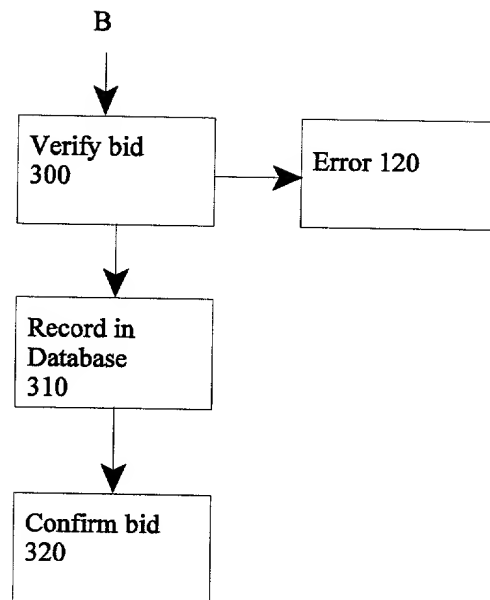 B
Verify bid
300
Error 120
Record in
Database
310
Confirm bid
320